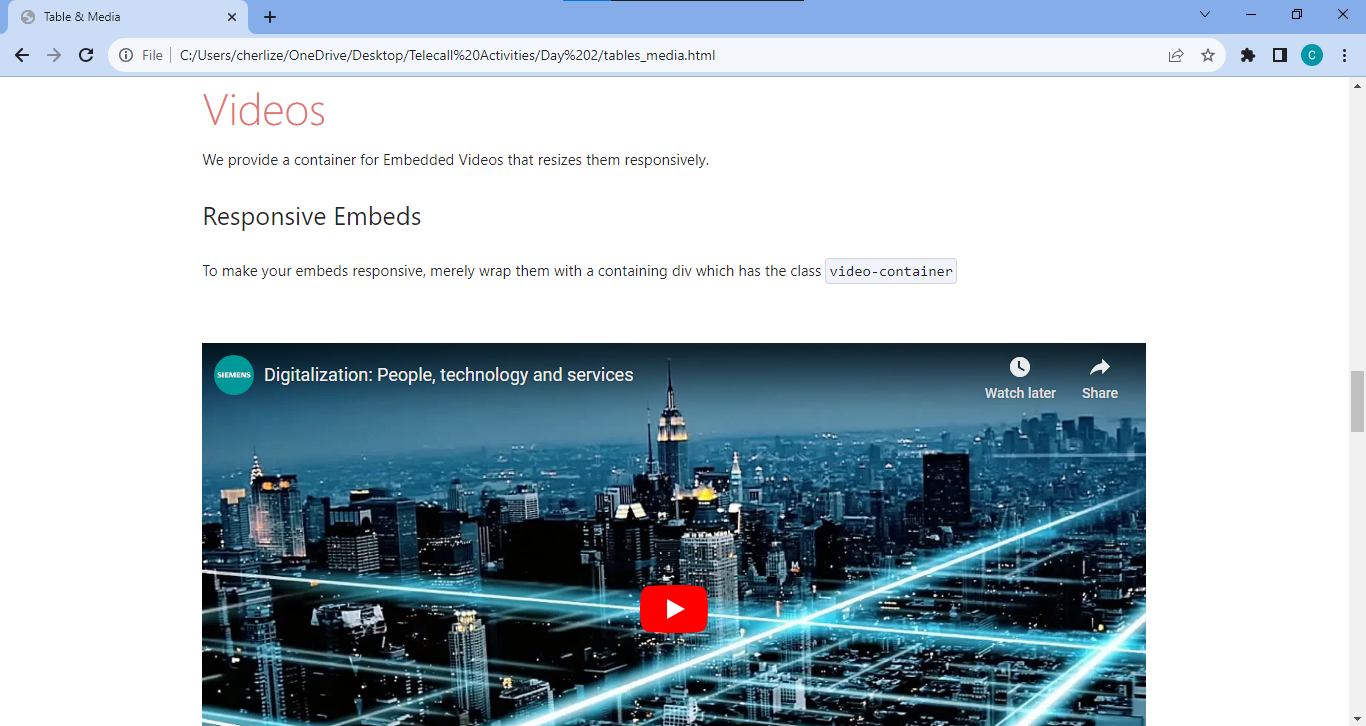 Table & Media
File
C:/Users/cherlize/OneDrive/Desktop/Telecall%20Activities/Day%202/tables_media.html
C
Videos
We provide a container for Embedded Videos that resizes them responsively.
Responsive Embeds
To make your embeds responsive, merely wrap them with a containing div which has the class video-container
SIEMENS
Digitalization: People, technology and services
Watch later
Share